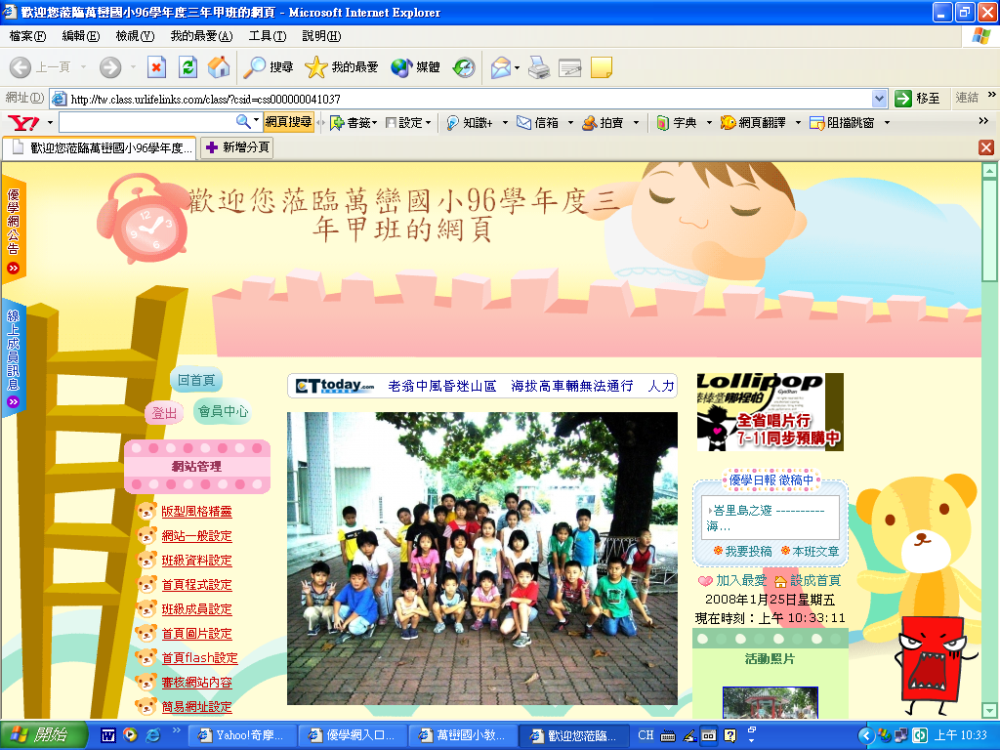 歡迎您蒞臨萬巒國小96學年度三年甲班的網頁 - Microsoft Internet Explorer
檔案(F) 編輯(E) 檢視(V) 我的最愛(A) 工具(T) 說明(H)
上一頁 搜尋 我的最愛 媒體
網址(D) http://tw.class.urlifelinks.com/class/?csid=css000000041037 移至 連結 »
Y! 網頁搜尋 書籤 設定 知識+ 信箱 拍賣 字典 網頁翻譯 阻擋跳窗 »
歡迎您蒞臨萬巒國小96學年度... 新增分頁
優學網公告
線上成員訊息
歡迎您蒞臨萬巒國小96學年度三
年甲班的網頁
回首頁
登出 會員中心
網站管理
版型風格精靈
網站一般設定
班級資料設定
首頁程式設定
班級成員設定
首頁圖片設定
首頁flash設定
審核網站內容
簡易網址設定
ETtoday.com 老翁中風昏迷山區 海拔高車輛無法通行 人力
Lollipop
全省唱片行
7-11同步預購中
優學日報 徵稿中
峇里島之遊 ----------
海...
我要投稿 本班文章
加入最愛 設成首頁
2008年1月25日星期五
現在時刻：上午 10:33:11
活動照片
開始 Yahoo!奇摩... 優學網入口... 萬巒國小教... 歡迎您蒞臨... CH 上午 10:33